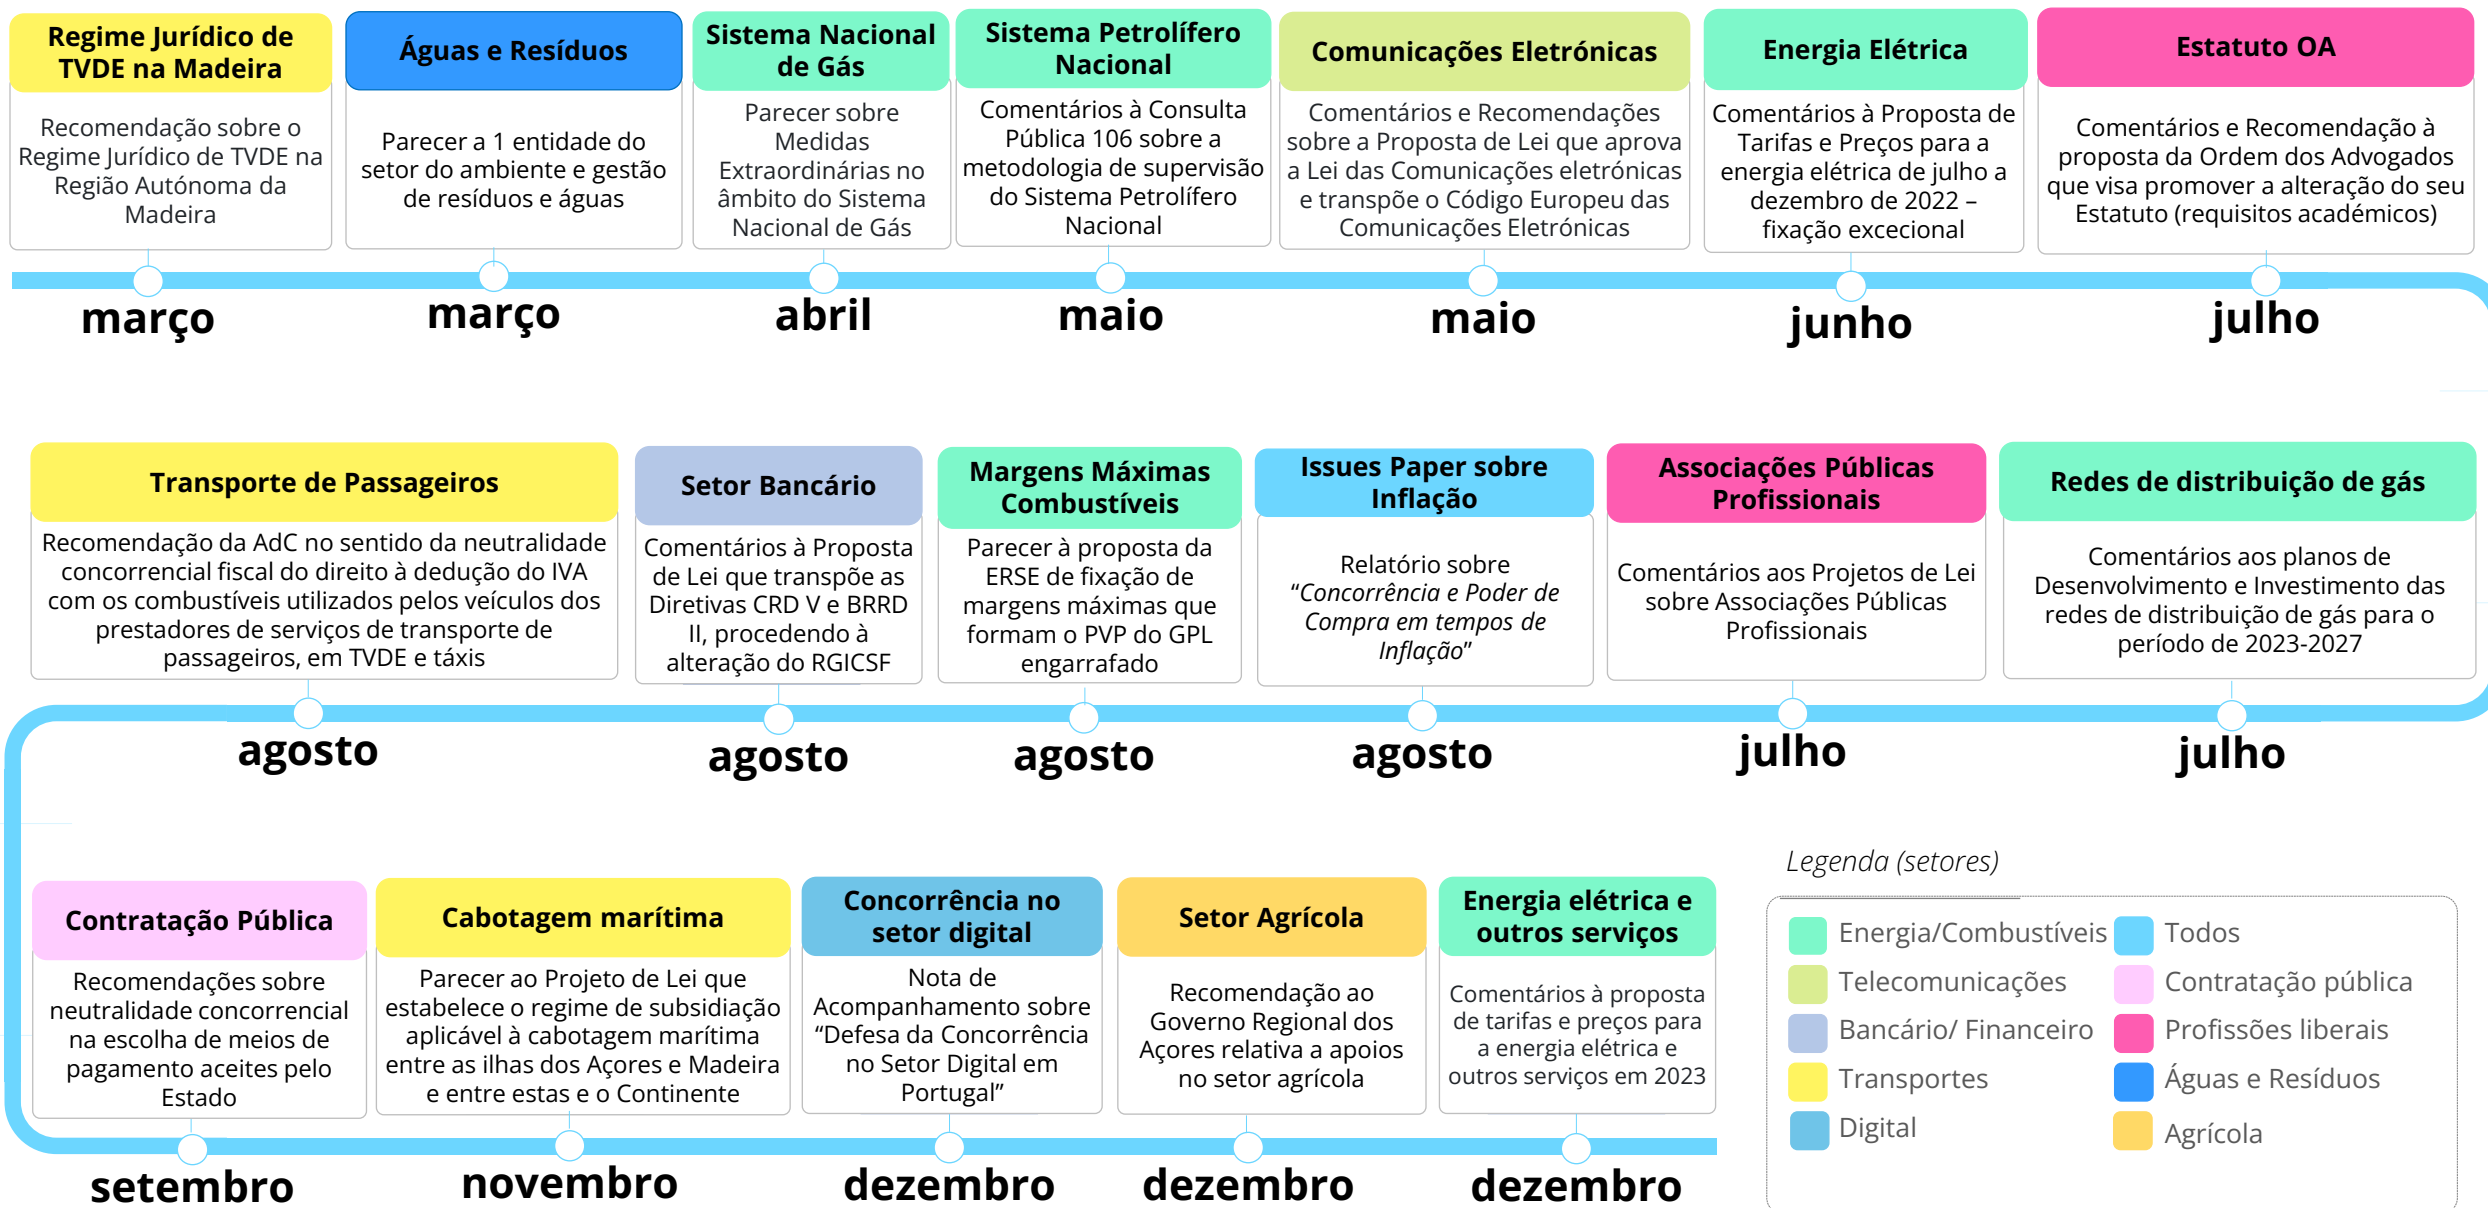 Regime Jurídico de
TVDE na Madeira
Recomendação sobre o
Regime Jurídico de TVDE na
Região Autónoma da
Madeira
março
Águas e Resíduos
Parecer a 1 entidade do
setor do ambiente e gestão
de resíduos e águas
março
Sistema Nacional
de Gás
Parecer sobre
Medidas
Extraordinárias no
âmbito do Sistema
Nacional de Gás
abril
Sistema Petrolífero
Nacional
Comentários à Consulta
Pública 106 sobre a
metodologia de supervisão
do Sistema Petrolífero
Nacional
maio
Comunicações Eletrónicas
Comentários e Recomendações
sobre a Proposta de Lei que aprova
a Lei das Comunicações eletrónicas
e transpõe o Código Europeu das
Comunicações Eletrónicas
maio
Energia Elétrica
Comentários à Proposta de
Tarifas e Preços para a
energia elétrica de julho a
dezembro de 2022 –
fixação excecional
junho
Estatuto OA
Comentários e Recomendação à
proposta da Ordem dos Advogados
que visa promover a alteração do seu
Estatuto (requisitos académicos)
julho
Transporte de Passageiros
Recomendação da AdC no sentido da neutralidade
concorrencial fiscal do direito à dedução do IVA
com os combustíveis utilizados pelos veículos dos
prestadores de serviços de transporte de
passageiros, em TVDE e táxis
agosto
Setor Bancário
Comentários à Proposta
de Lei que transpõe as
Diretivas CRD V e BRRD
II, procedendo à
alteração do RGICSF
agosto
Margens Máximas
Combustíveis
Parecer à proposta da
ERSE de fixação de
margens máximas que
formam o PVP do GPL
engarrafado
agosto
Issues Paper sobre
Inflação
Relatório sobre
“Concorrência e Poder de
Compra em tempos de
Inflação”
agosto
Associações Públicas
Profissionais
Comentários aos Projetos de Lei
sobre Associações Públicas
Profissionais
julho
Redes de distribuição de gás
Comentários aos planos de
Desenvolvimento e Investimento das
redes de distribuição de gás para o
período de 2023-2027
julho
Contratação Pública
Recomendações sobre
neutralidade concorrencial
na escolha de meios de
pagamento aceites pelo
Estado
setembro
Cabotagem marítima
Parecer ao Projeto de Lei que
estabelece o regime de subsidiação
aplicável à cabotagem marítima
entre as ilhas dos Açores e Madeira
e entre estas e o Continente
novembro
Concorrência no
setor digital
Nota de
Acompanhamento sobre
“Defesa da Concorrência
no Setor Digital em
Portugal”
dezembro
Setor Agrícola
Recomendação ao
Governo Regional dos
Açores relativa a apoios
no setor agrícola
dezembro
Energia elétrica e
outros serviços
Comentários à proposta
de tarifas e preços para
a energia elétrica e
outros serviços em 2023
dezembro
Legenda (setores)
Energia/Combustíveis
Telecomunicações
Bancário/ Financeiro
Transportes
Digital
Todos
Contratação pública
Profissões liberais
Águas e Resíduos
Agrícola